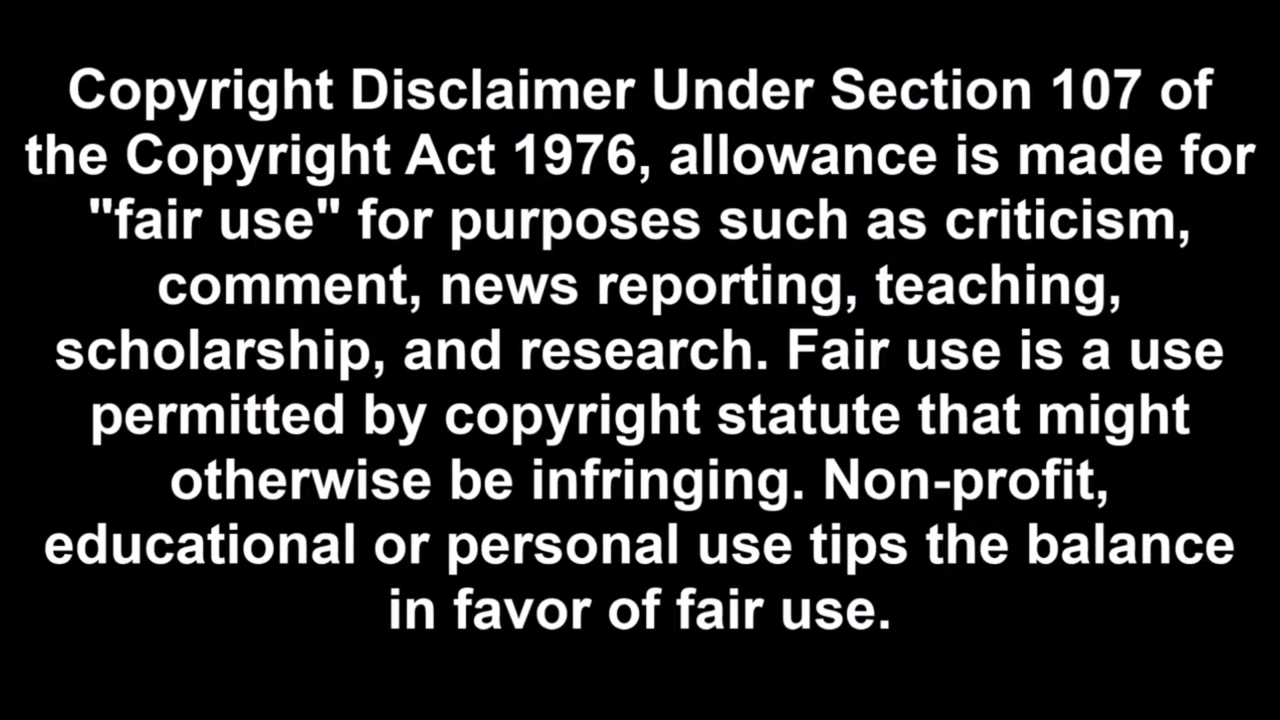 Copyright Disclaimer Under Section 107 of
the Copyright Act 1976, allowance is made for
"fair use" for purposes such as criticism,
comment, news reporting, teaching,
scholarship, and research. Fair use is a use
permitted by copyright statute that might
otherwise be infringing. Non-profit,
educational or personal use tips the balance
in favor of fair use.